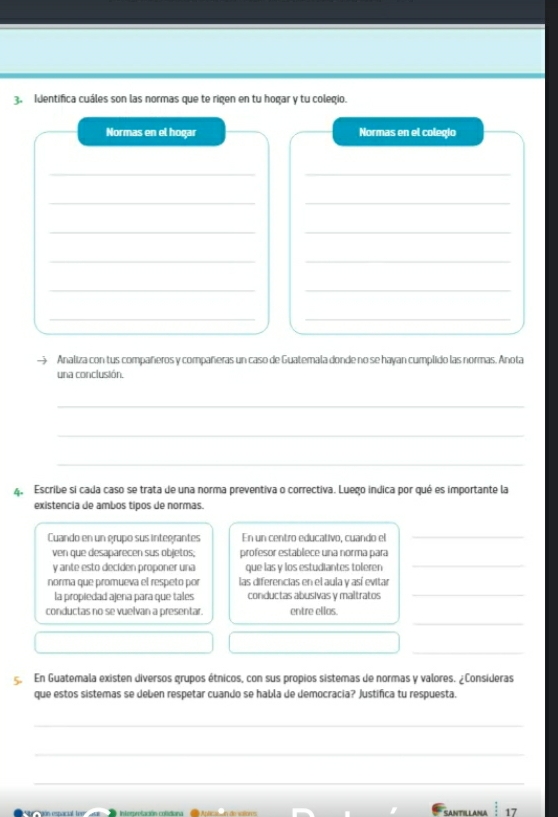 3. Identifica cuáles son las normas que te rigen en tu hogar y tu colegio.
Normas en el hogar
Normas en el colegio
→ Analiza con tus compañeros y compañeras un caso de Guatemala donde no se hayan cumplido las normas. Anota
una conclusión.
4. Escribe si cada caso se trata de una norma preventiva o correctiva. Luego indica por qué es importante la
existencia de ambos tipos de normas.
Cuando en un grupo sus integrantes
ven que desaparecen sus objetos,
y ante esto deciden proponer una
norma que promueva el respeto por
la propiedad ajena para que tales
conductas no se vuelvan a presentar.
En un centro educativo, cuando el
profesor establece una norma para
que las y los estudiantes toleren
las diferencias en el aula y así evitar
conductas abusivas y maltratos
entre ellos.
5. En Guatemala existen diversos grupos étnicos, con sus propios sistemas de normas y valores. ¿Consideras
que estos sistemas se deben respetar cuando se habla de democracia? Justifica tu respuesta.
Interpretación cotidiana
SANTILLANA
17